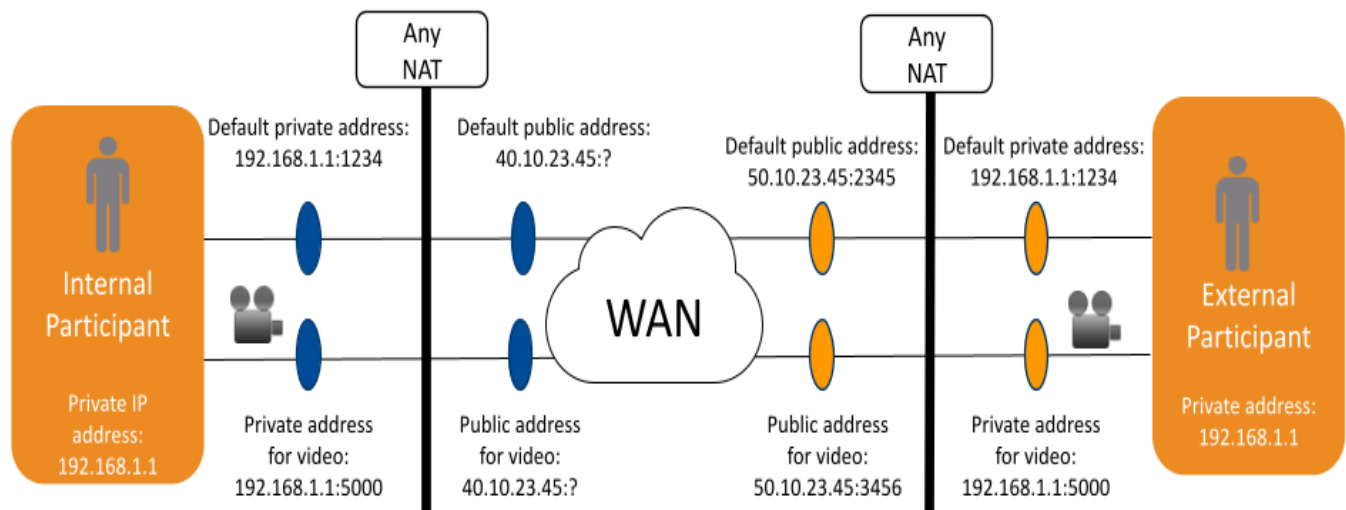 Any
NAT
Any
NAT
Default private address:
192.168.1.1:1234
Default public address:
40.10.23.45:?
Default public address:
50.10.23.45:2345
Default private address:
192.168.1.1:1234
Internal
Participant
Private IP
address:
192.168.1.1
WAN
External
Participant
Private address:
192.168.1.1
Private address
for video:
192.168.1.1:5000
Public address
for video:
40.10.23.45:?
Public address
for video:
50.10.23.45:3456
Private address
for video:
192.168.1.1:5000